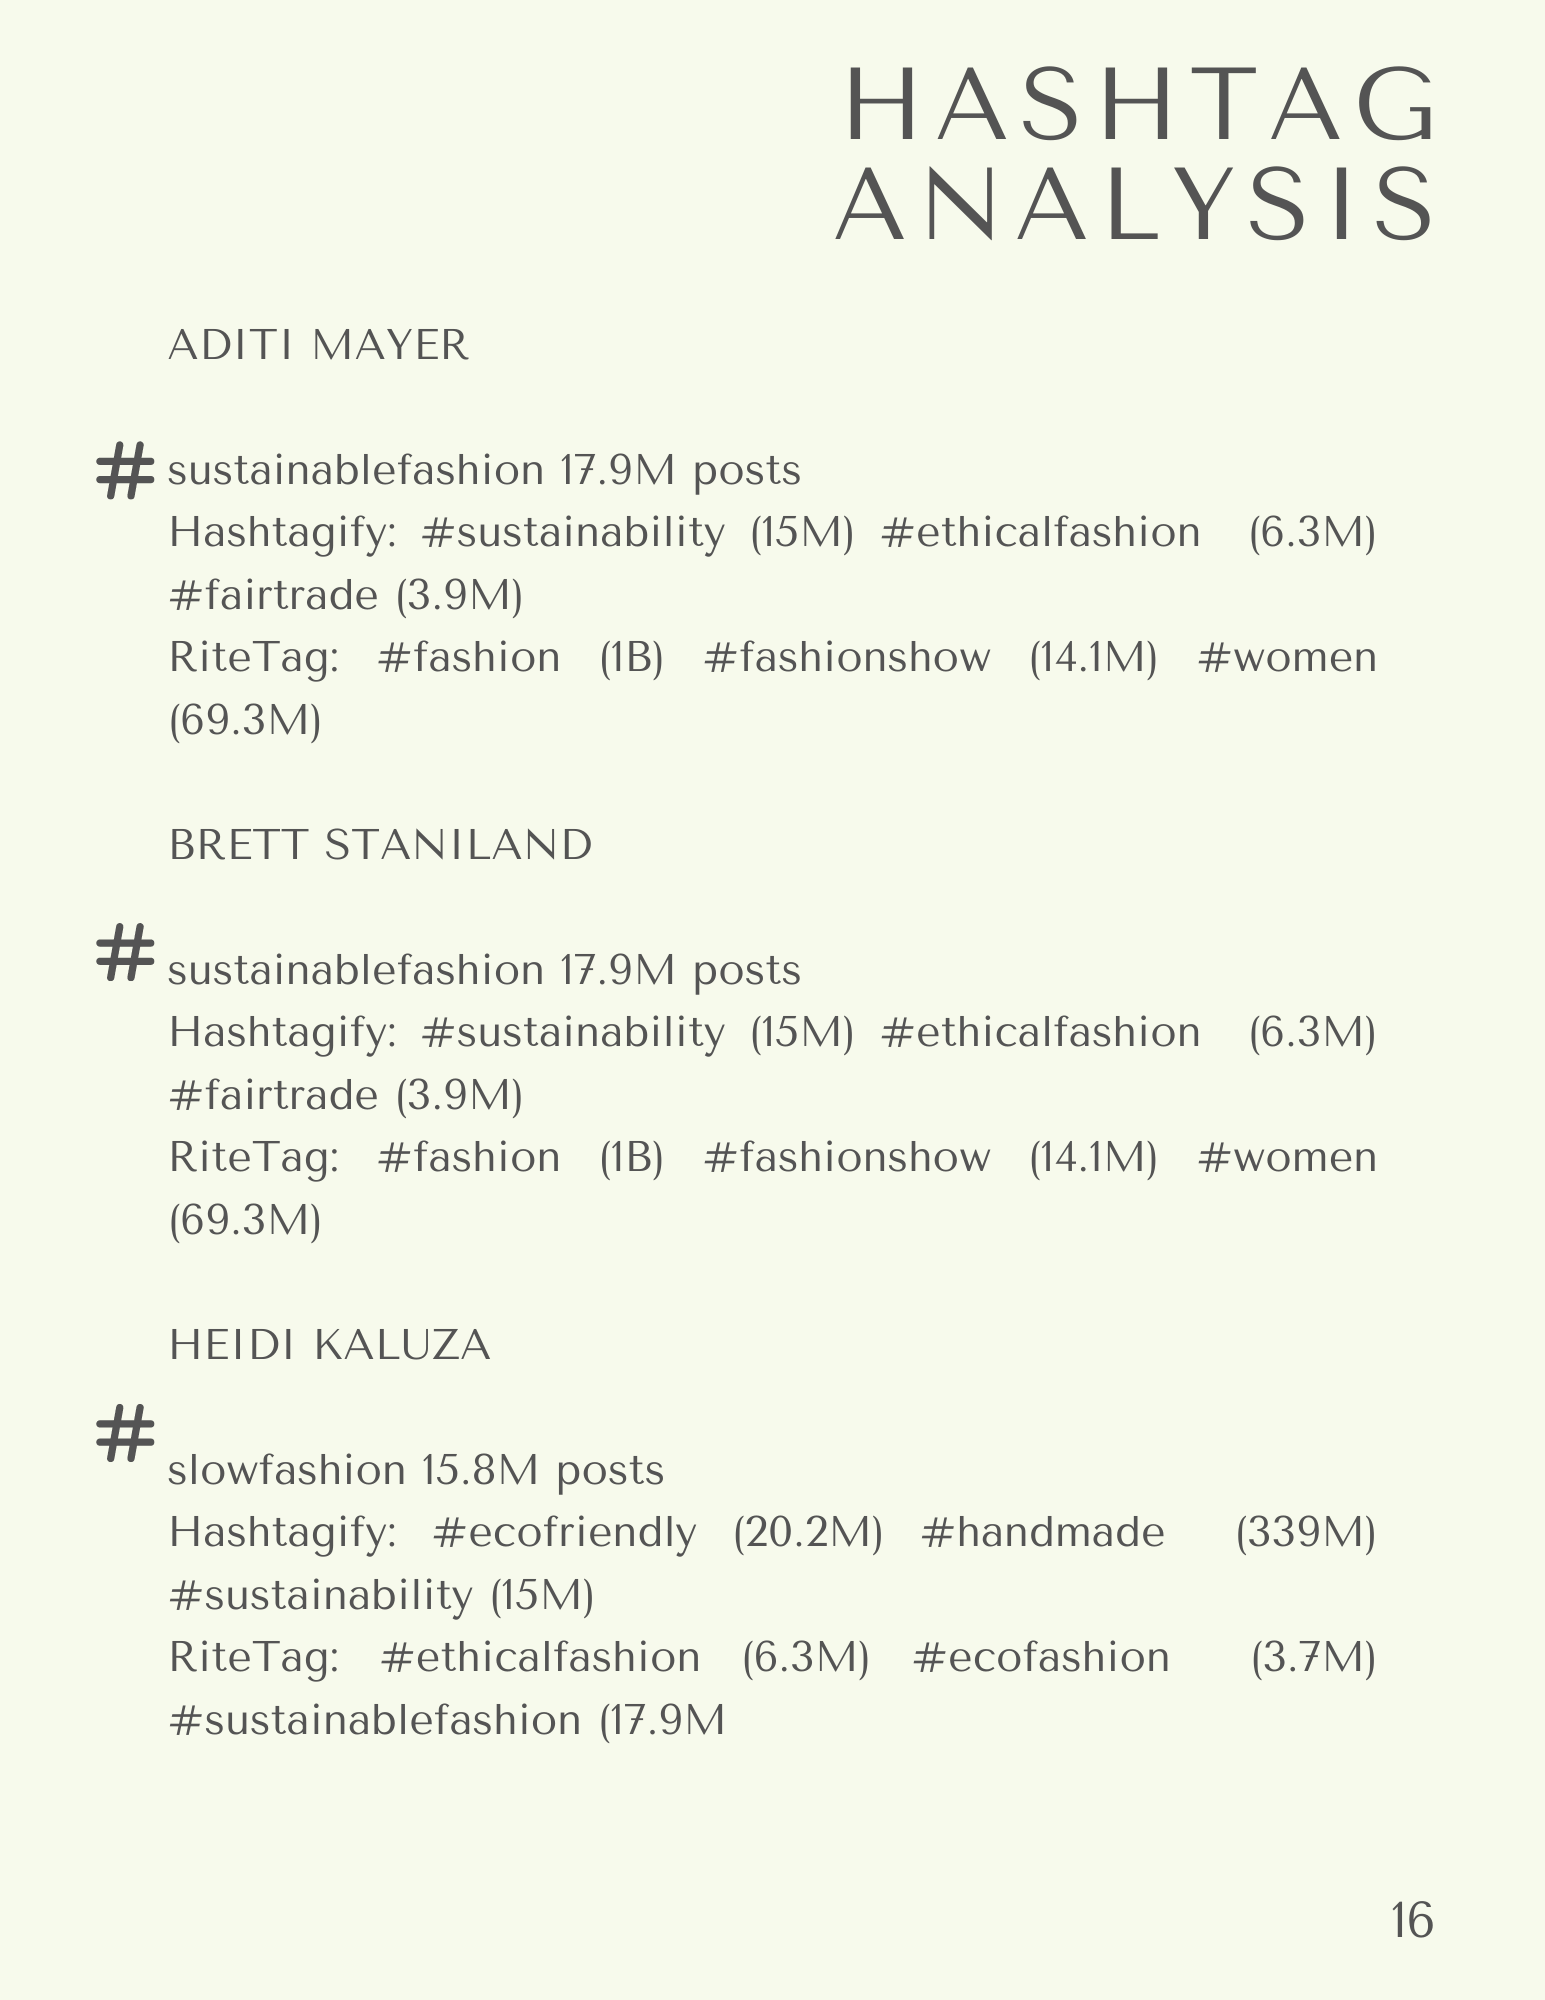 HASHTAG
ANALYSIS
ADITI MAYER
# sustainablefashion 17.9M posts
Hashtagify: #sustainability (15M) #ethicalfashion (6.3M)
#fairtrade (3.9M)
RiteTag: #fashion (1B) #fashionshow (14.1M) #women
(69.3M)
BRETT STANILAND
# sustainablefashion 17.9M posts
Hashtagify: #sustainability (15M) #ethicalfashion (6.3M)
#fairtrade (3.9M)
RiteTag: #fashion (1B) #fashionshow (14.1M) #women
(69.3M)
HEIDI KALUZA
# slowfashion 15.8M posts
Hashtagify: #ecofriendly (20.2M) #handmade (339M)
#sustainability (15M)
RiteTag: #ethicalfashion (6.3M) #ecofashion (3.7M)
#sustainablefashion (17.9M
16